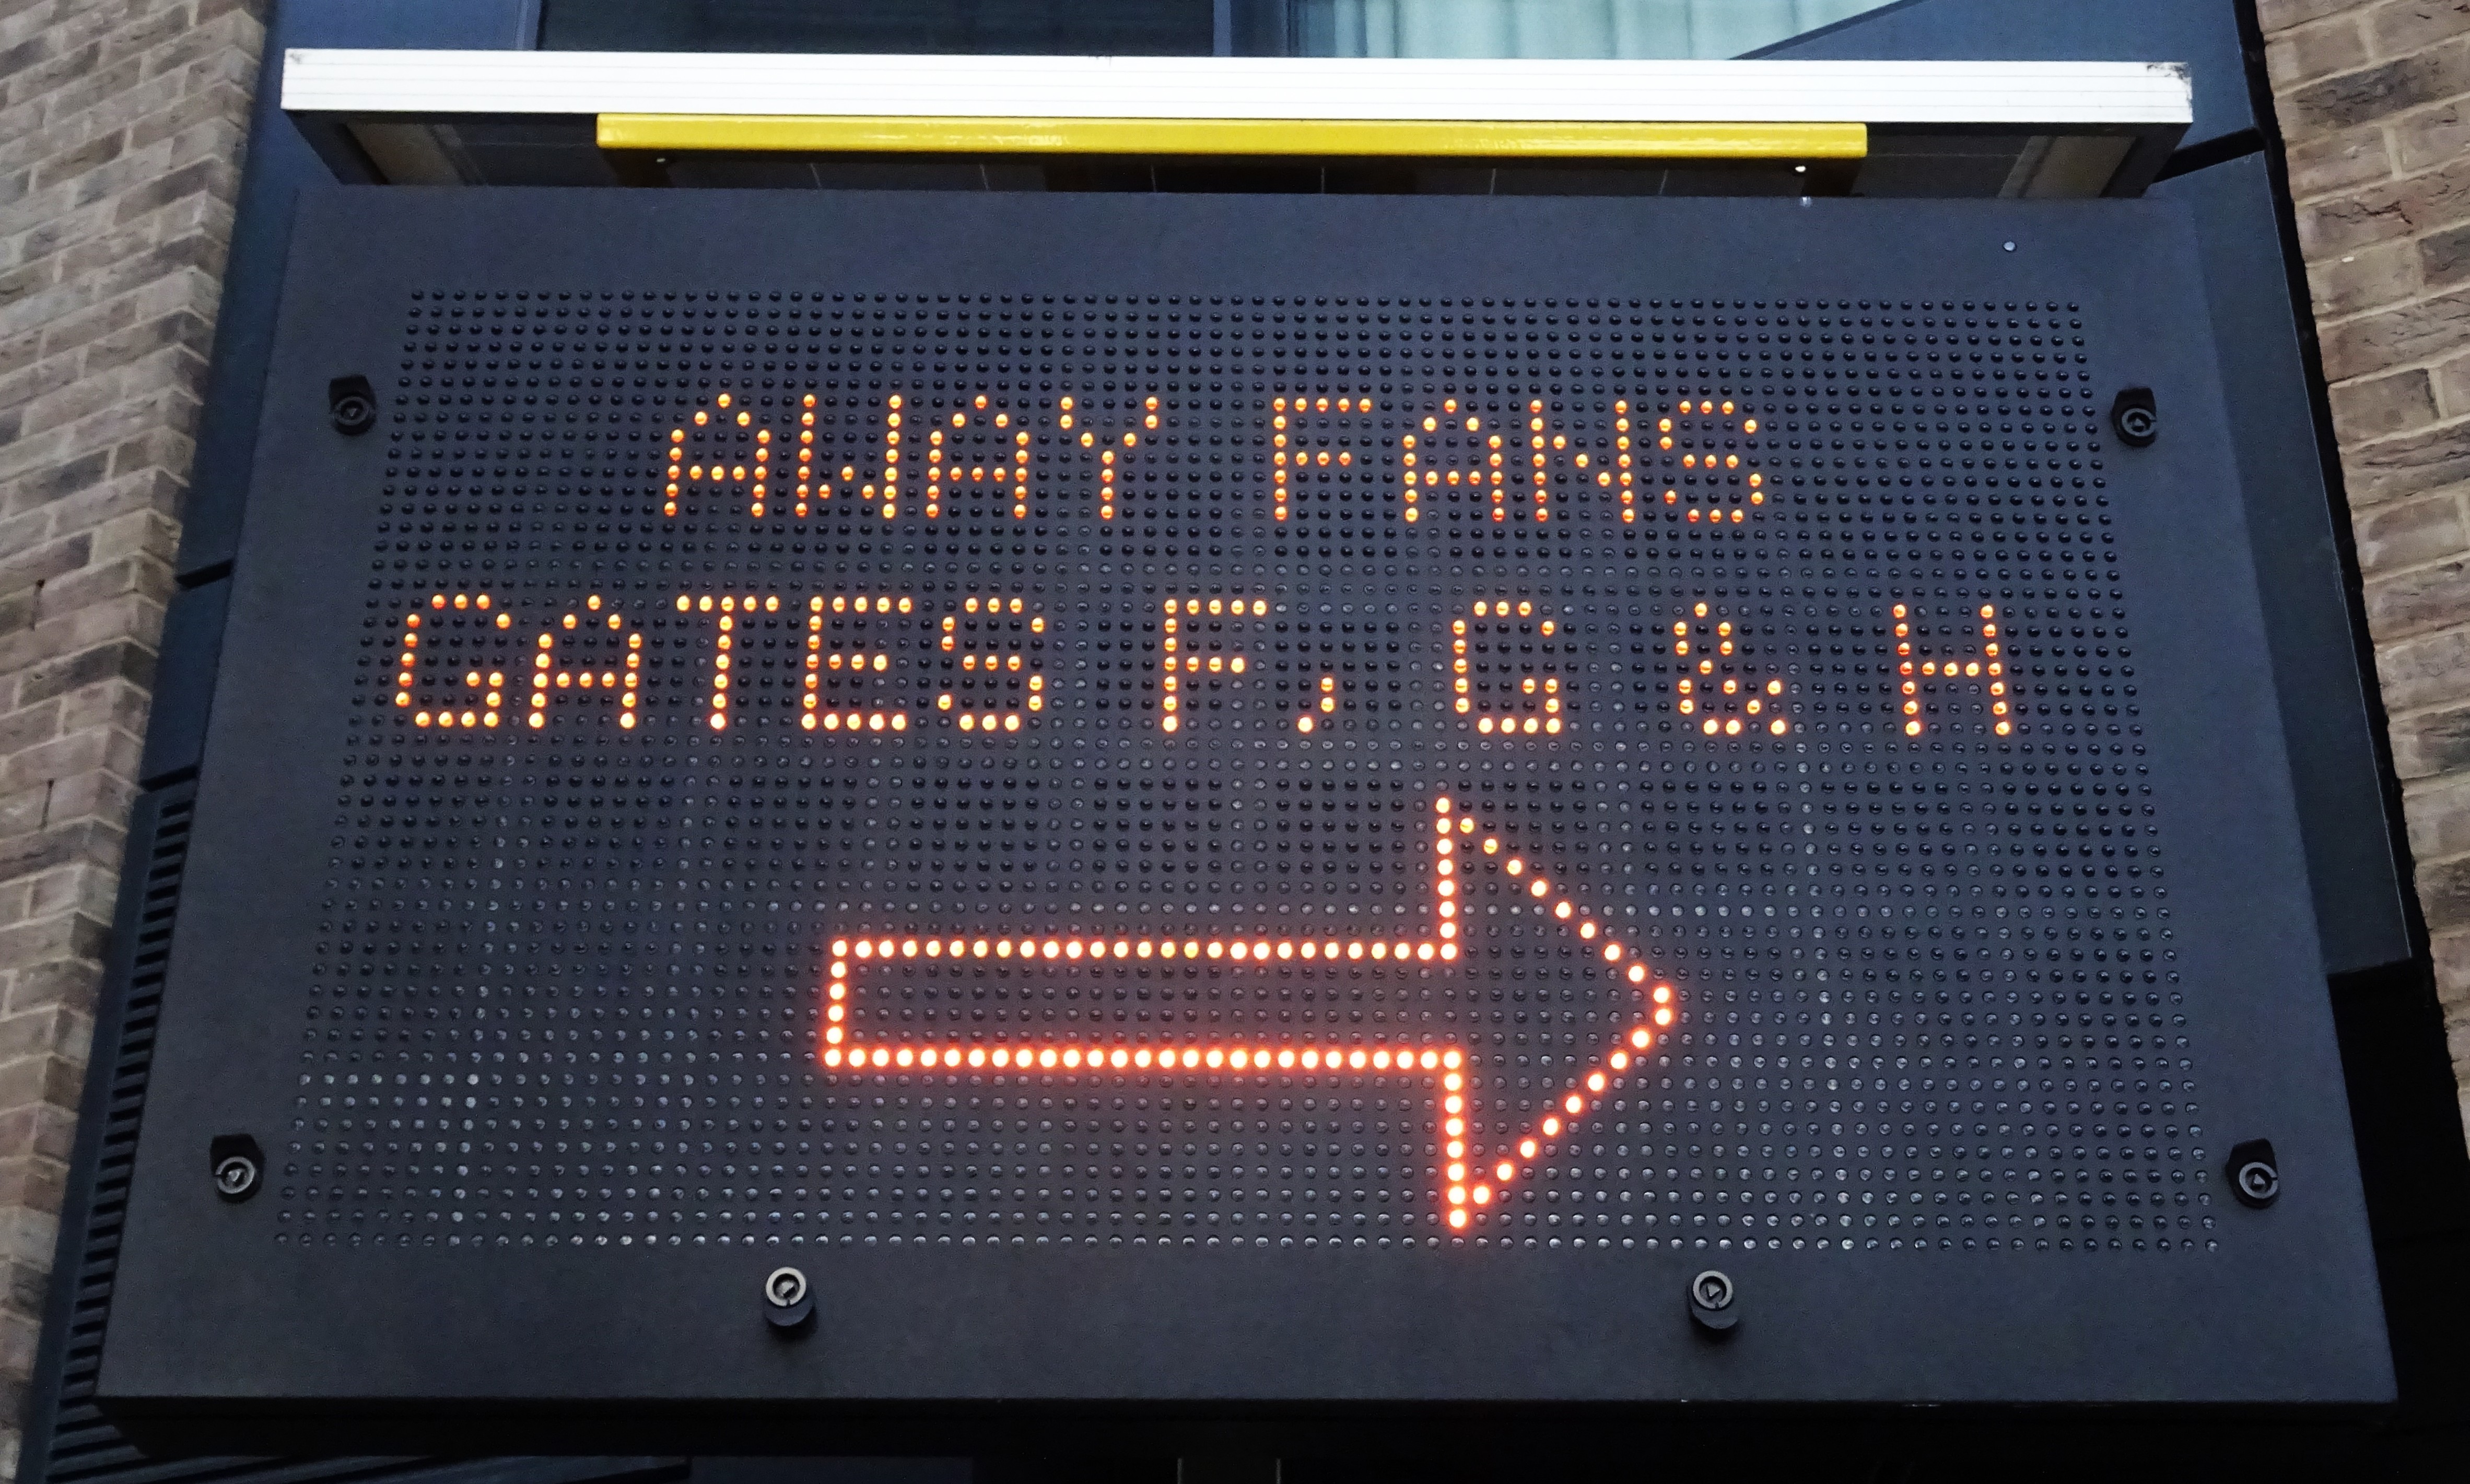 AWAY FANS
GATES F, G & H